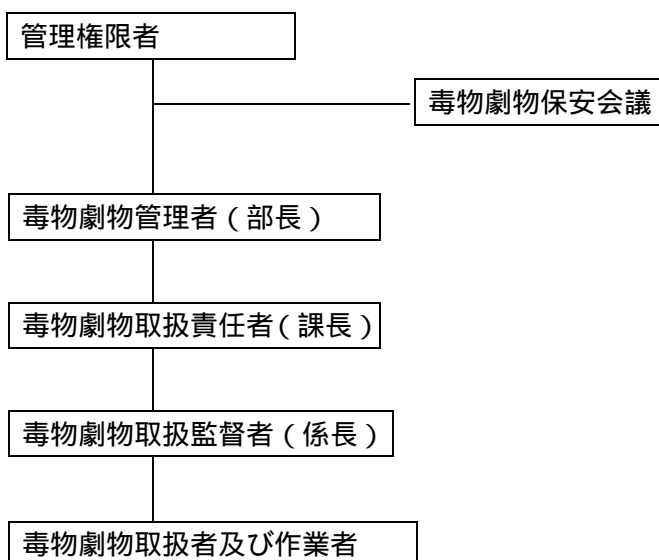 管理権限者
毒物劇物保安会議
毒物劇物管理者（部長）
毒物劇物取扱責任者（課長）
毒物劇物取扱監督者（係長）
毒物劇物取扱者及び作業者